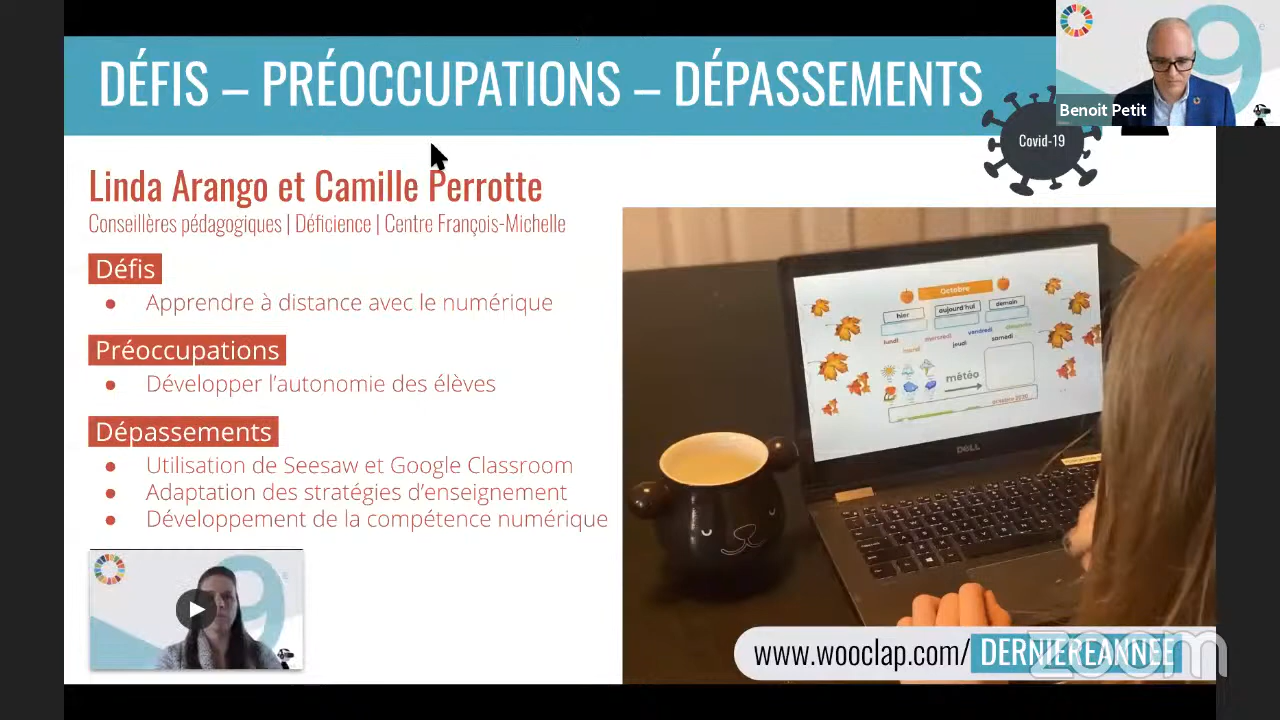 DÉFIS – PRÉOCCUPATIONS – DÉPASSEMENTS
Benoit Petit
Covid-19
Linda Arango et Camille Perrotte
Conseillères pédagogiques | Déficience | Centre François-Michelle
Défis
● Apprendre à distance avec le numérique
Préoccupations
● Développer l'autonomie des élèves
Dépassements
● Utilisation de Seesaw et Google Classroom
● Adaptation des stratégies d'enseignement
● Développement de la compétence numérique
Octobre
hier aujourd'hui demain
lundi mardi mercredi jeudi vendredi samedi
météo
octobre 2020
DELL
9e
www.wooclap.com/DERNIEREANNEE
zoom